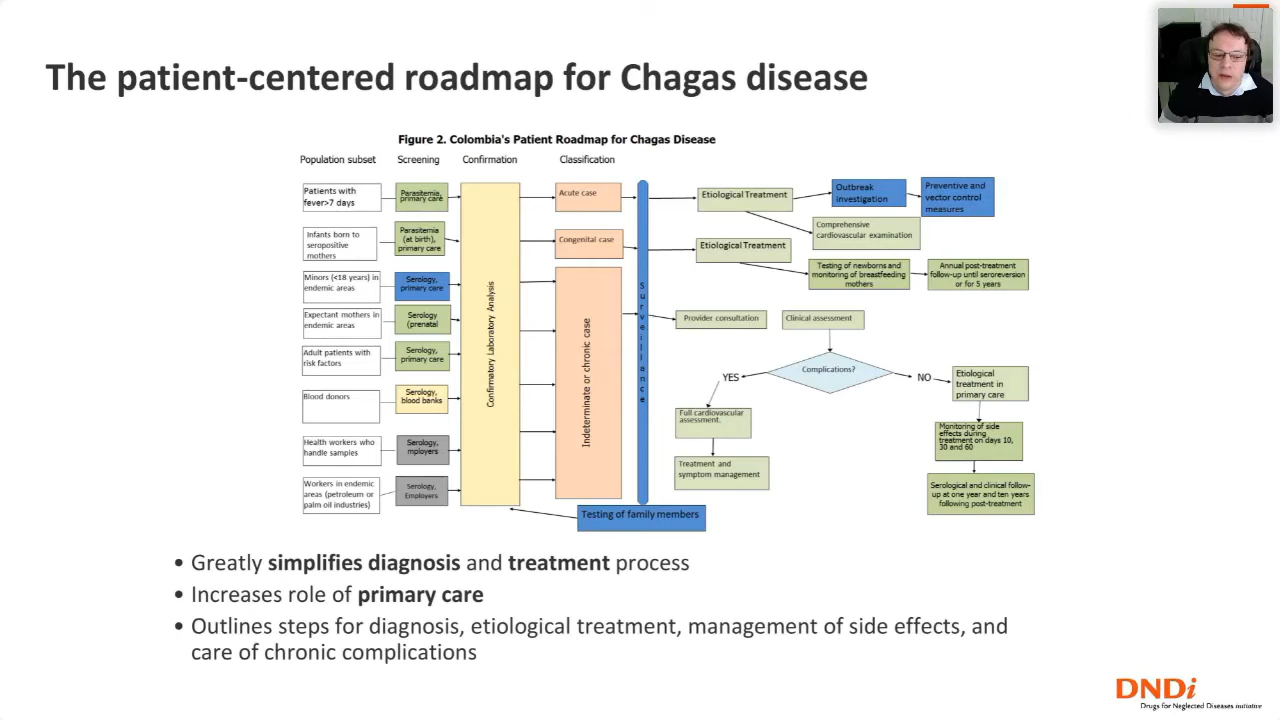 The patient-centered roadmap for Chagas disease
Figure 2. Colombia's Patient Roadmap for Chagas Disease
Population subset
Screening
Confirmation
Classification
Patients with
fever>7 days
Parasitemia,
primary care
Infants born to
seropositive
mothers
Parasitemia
(at birth),
primary care
Minors (<18 years) in
endemic areas
Serology,
primary care
Expectant mothers in
endemic areas
Serology
(prenatal
Adult patients with
risk factors
Serology,
primary care
Blood donors
Serology,
blood banks
Health workers who
handle samples
Serology,
mployers
Workers in endemic
areas (petroleum or
palm oil industries)
Serology,
Employers
Confirmatory Laboratory Analysis
Acute case
Congenital case
Indeterminate or chronic case
Surveillance
Testing of family members
Etiological Treatment
Outbreak
investigation
Preventive and
vector control
measures
Comprehensive
cardiovascular examination
Etiological Treatment
Testing of newborns and
monitoring of breastfeeding
mothers
Annual post-treatment
follow-up until seroreversion
or for 5 years
Provider consultation
Clinical assessment
Complications?
YES
NO
Full cardiovascular
assessment.
Treatment and
symptom management
Etiological
treatment in
primary care
Monitoring of side
effects during
treatment on days 10,
30 and 60
Serological and clinical follow-
up at one year and ten years
following post-treatment
• Greatly simplifies diagnosis and treatment process
• Increases role of primary care
• Outlines steps for diagnosis, etiological treatment, management of side effects, and
care of chronic complications
DNDi
Drugs for Neglected Diseases initiative